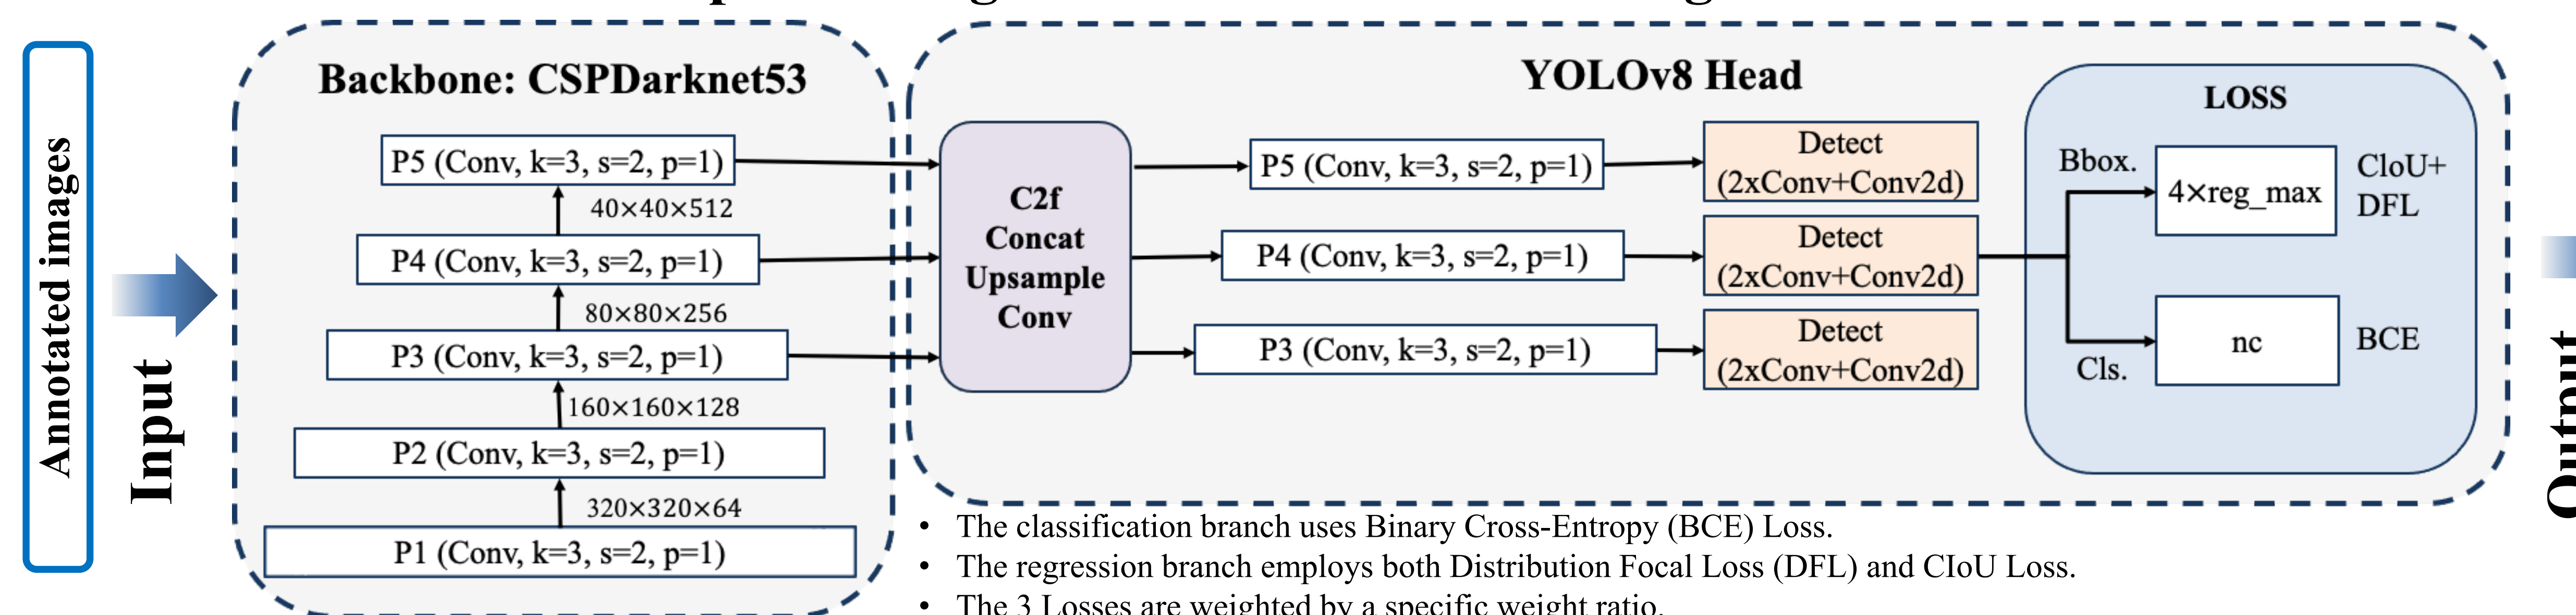 Annotated images
Input
Backbone: CSPDarknet53
P5 (Conv, k=3, s=2, p=1)
40×40×512
P4 (Conv, k=3, s=2, p=1)
80×80×256
P3 (Conv, k=3, s=2, p=1)
160×160×128
P2 (Conv, k=3, s=2, p=1)
320×320×64
P1 (Conv, k=3, s=2, p=1)
YOLOv8 Head
C2f
Concat
Upsample
Conv
P5 (Conv, k=3, s=2, p=1)
P4 (Conv, k=3, s=2, p=1)
P3 (Conv, k=3, s=2, p=1)
Detect
(2xConv+Conv2d)
Detect
(2xConv+Conv2d)
Detect
(2xConv+Conv2d)
LOSS
Bbox.
4×reg_max
CloU+
DFL
Cls.
nc
BCE
• The classification branch uses Binary Cross-Entropy (BCE) Loss.
• The regression branch employs both Distribution Focal Loss (DFL) and CIoU Loss.
• The 3 Losses are weighted by a specific weight ratio.
Output